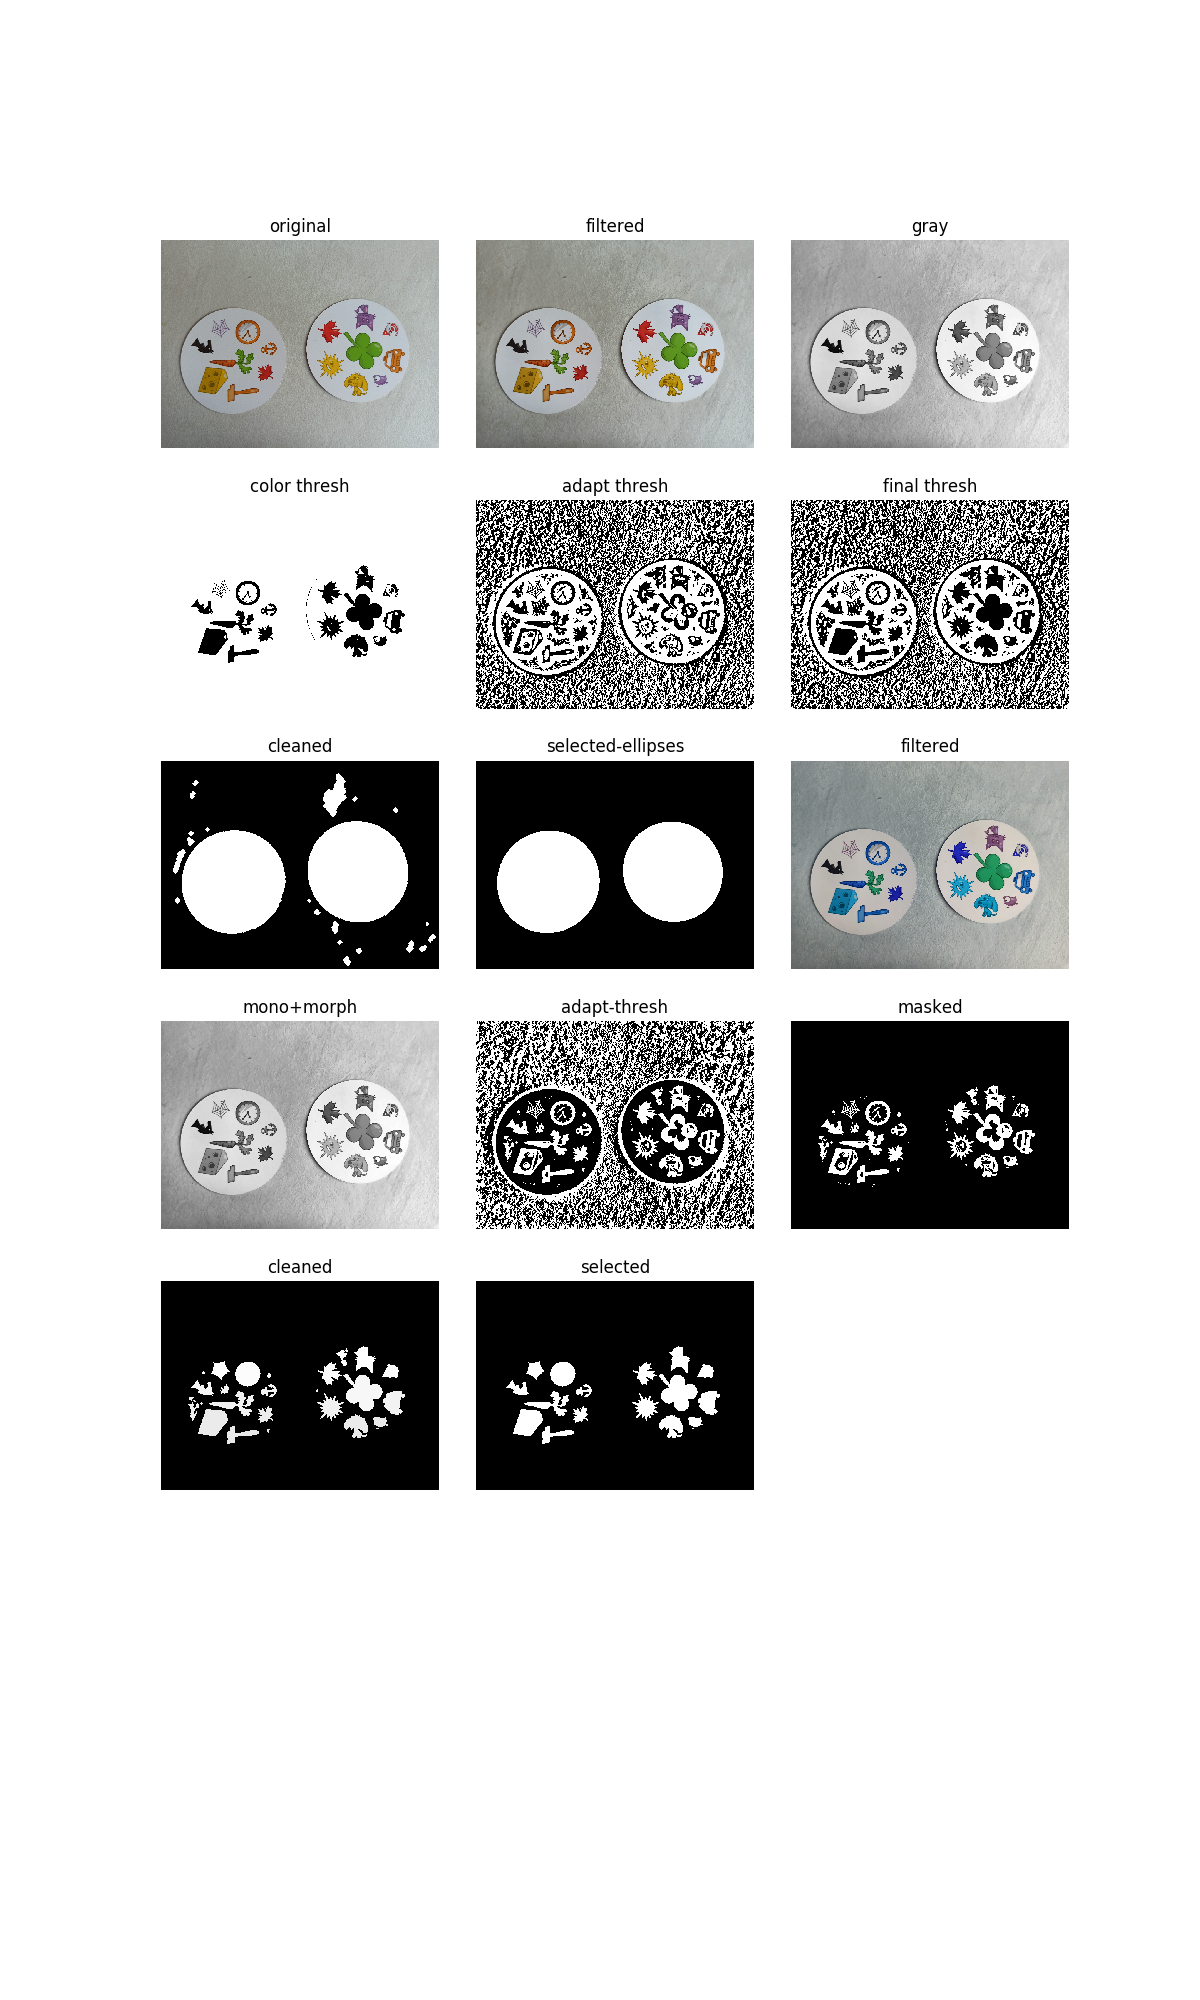 original
filtered
gray
color thresh
adapt thresh
final thresh
cleaned
selected-ellipses
filtered
mono+morph
adapt-thresh
masked
cleaned
selected